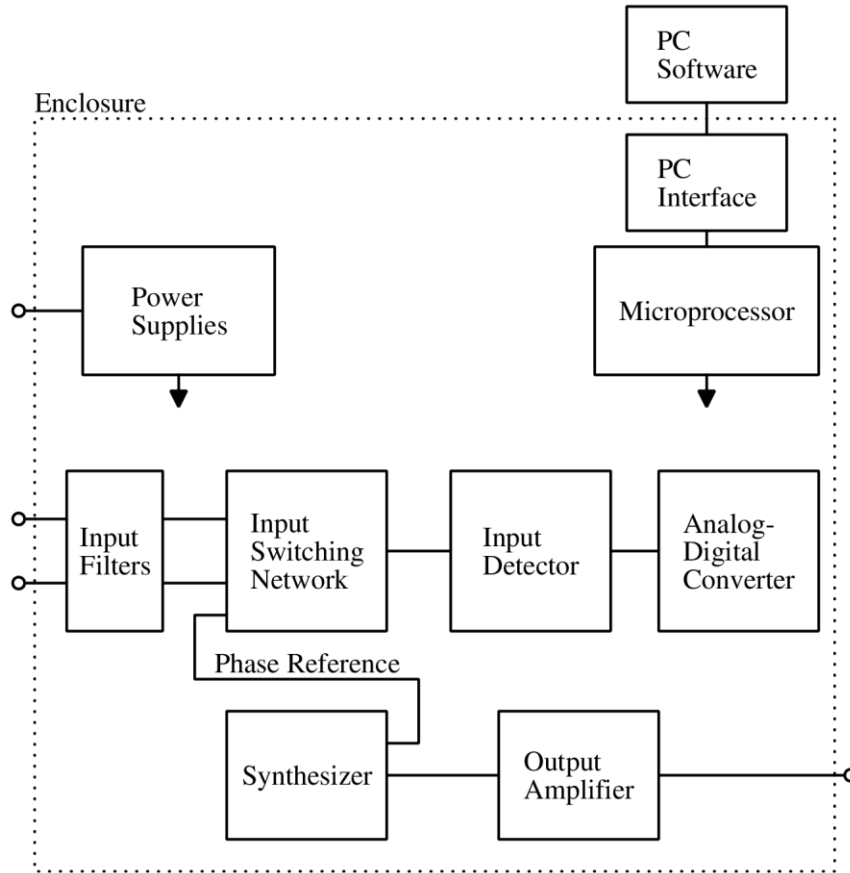 PC
Software
Enclosure
PC
Interface
Power
Supplies
Microprocessor
Input
Filters
Input
Switching
Network
Input
Detector
Analog-
Digital
Converter
Phase Reference
Synthesizer
Output
Amplifier